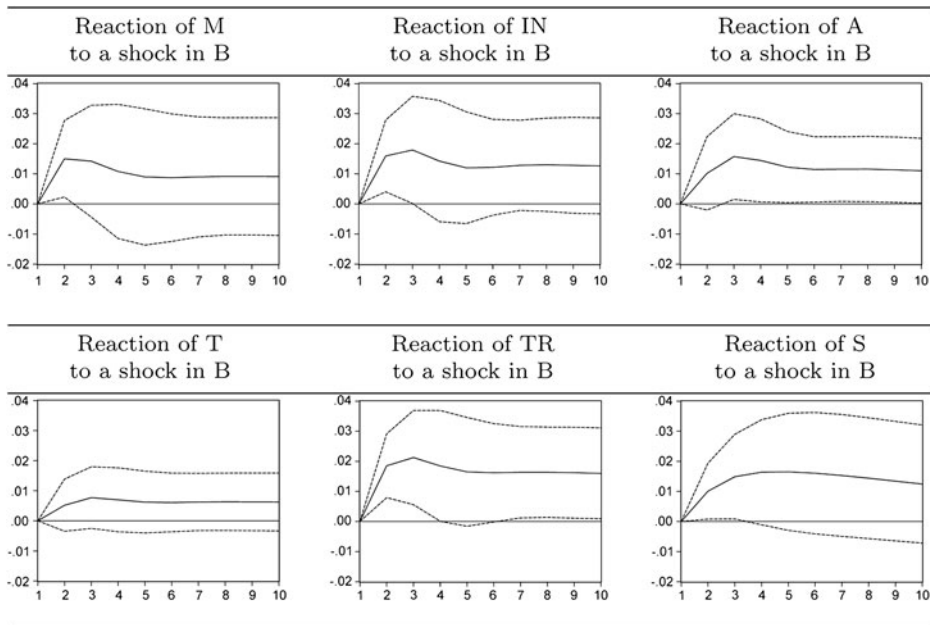 Reaction of M
to a shock in B
Reaction of IN
to a shock in B
Reaction of A
to a shock in B
.04
.03
.02
.01
.00
-.01
-.02
1 2 3 4 5 6 7 8 9 10
.04
.03
.02
.01
.00
-.01
-.02
1 2 3 4 5 6 7 8 9 10
.04
.03
.02
.01
.00
-.01
-.02
1 2 3 4 5 6 7 8 9 10
Reaction of T
to a shock in B
Reaction of TR
to a shock in B
Reaction of S
to a shock in B
.04
.03
.02
.01
.00
-.01
-.02
1 2 3 4 5 6 7 8 9 10
.04
.03
.02
.01
.00
-.01
-.02
1 2 3 4 5 6 7 8 9 10
.04
.03
.02
.01
.00
-.01
-.02
1 2 3 4 5 6 7 8 9 10